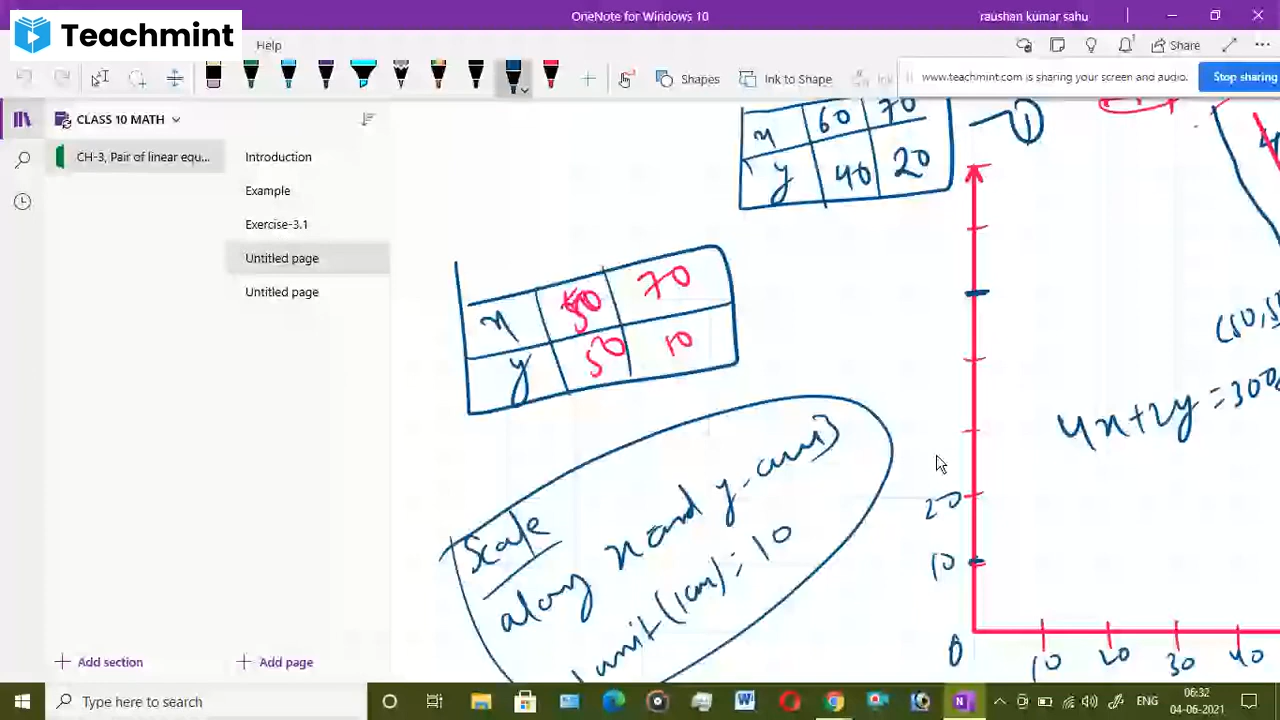 OneNote for Windows 10
raushan kumar sahu
Teachmint
Help
Share
Shapes
Ink to Shape
www.teachmint.com is sharing your screen and audio.
Stop sharing
CLASS 10 MATH
CH-3, Pair of linear equ...
Introduction
Example
Exercise-3.1
Untitled page
Untitled page
x 60 70
y 40 20
1
x 50 70
y 50 10
(50,5
4x+2y=300
Scale
along x and y-axis
1 unit (1cm) = 10
20
10
0
10 20 30 40
Add section
Add page
Type here to search
ENG
06:32
04-06-2021